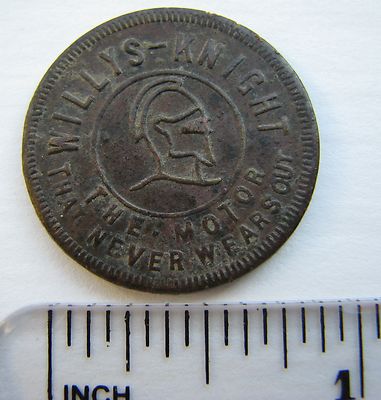 WILLYS-KNIGHT
THE MOTOR
THAT NEVER WEARS OUT
INCH 1